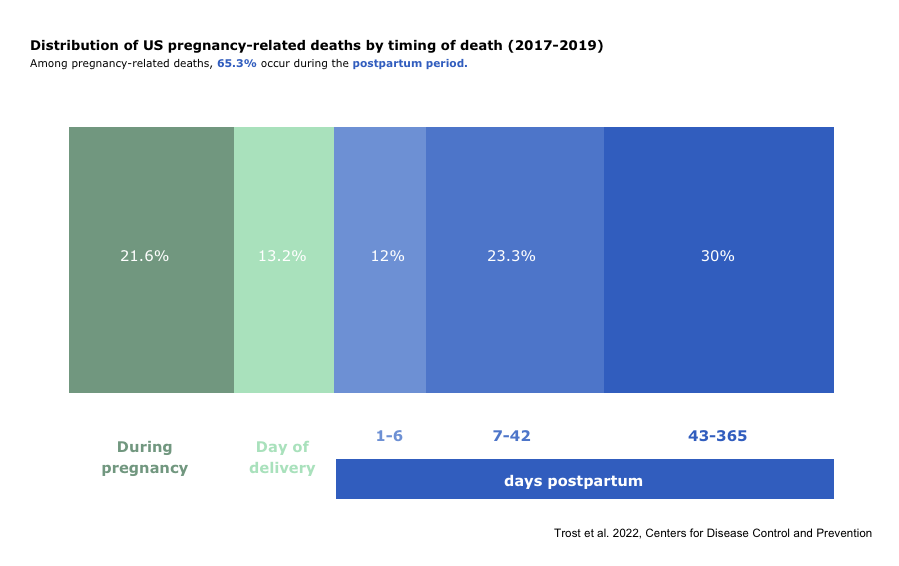 Distribution of US pregnancy-related deaths by timing of death (2017-2019)
Among pregnancy-related deaths, 65.3% occur during the postpartum period.
21.6%
13.2%
12%
23.3%
30%
During
pregnancy
Day of
delivery
1-6
7-42
43-365
days postpartum
Trost et al. 2022, Centers for Disease Control and Prevention